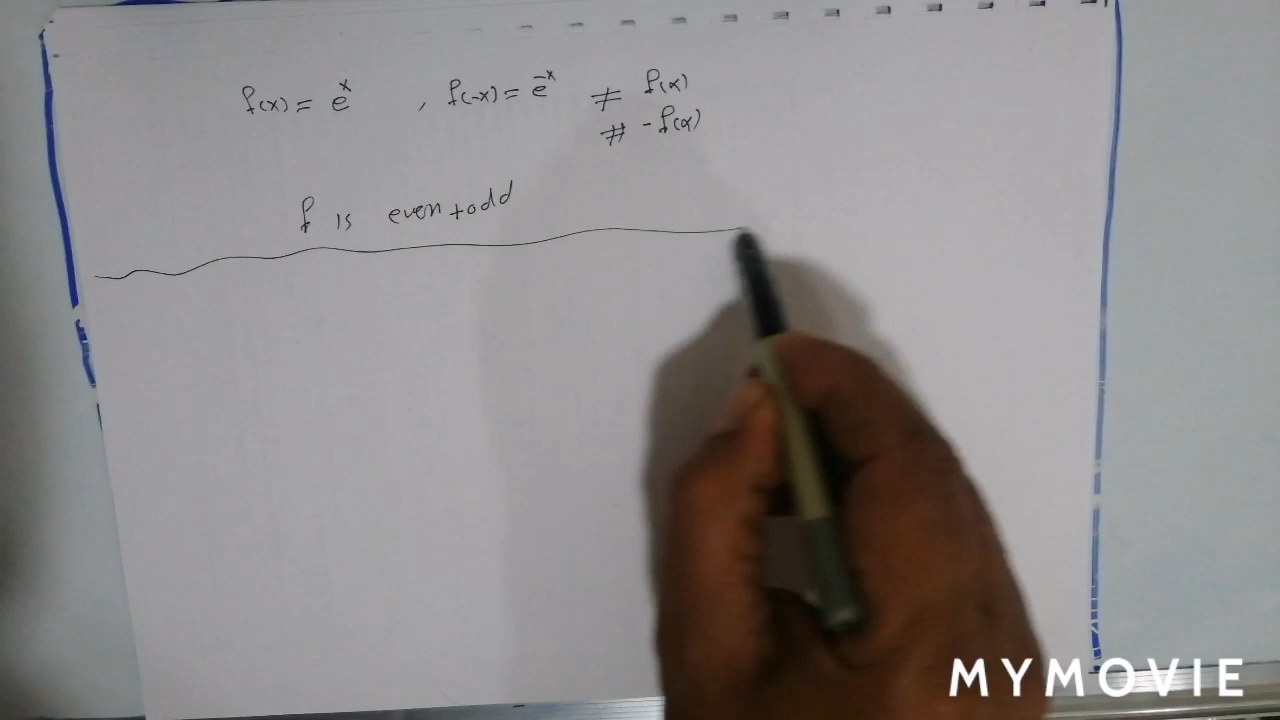 f(x) = e^x , f(-x) = e^-x ≠ f(x)
≠ -f(x)
f is even+odd
MYMOVIE